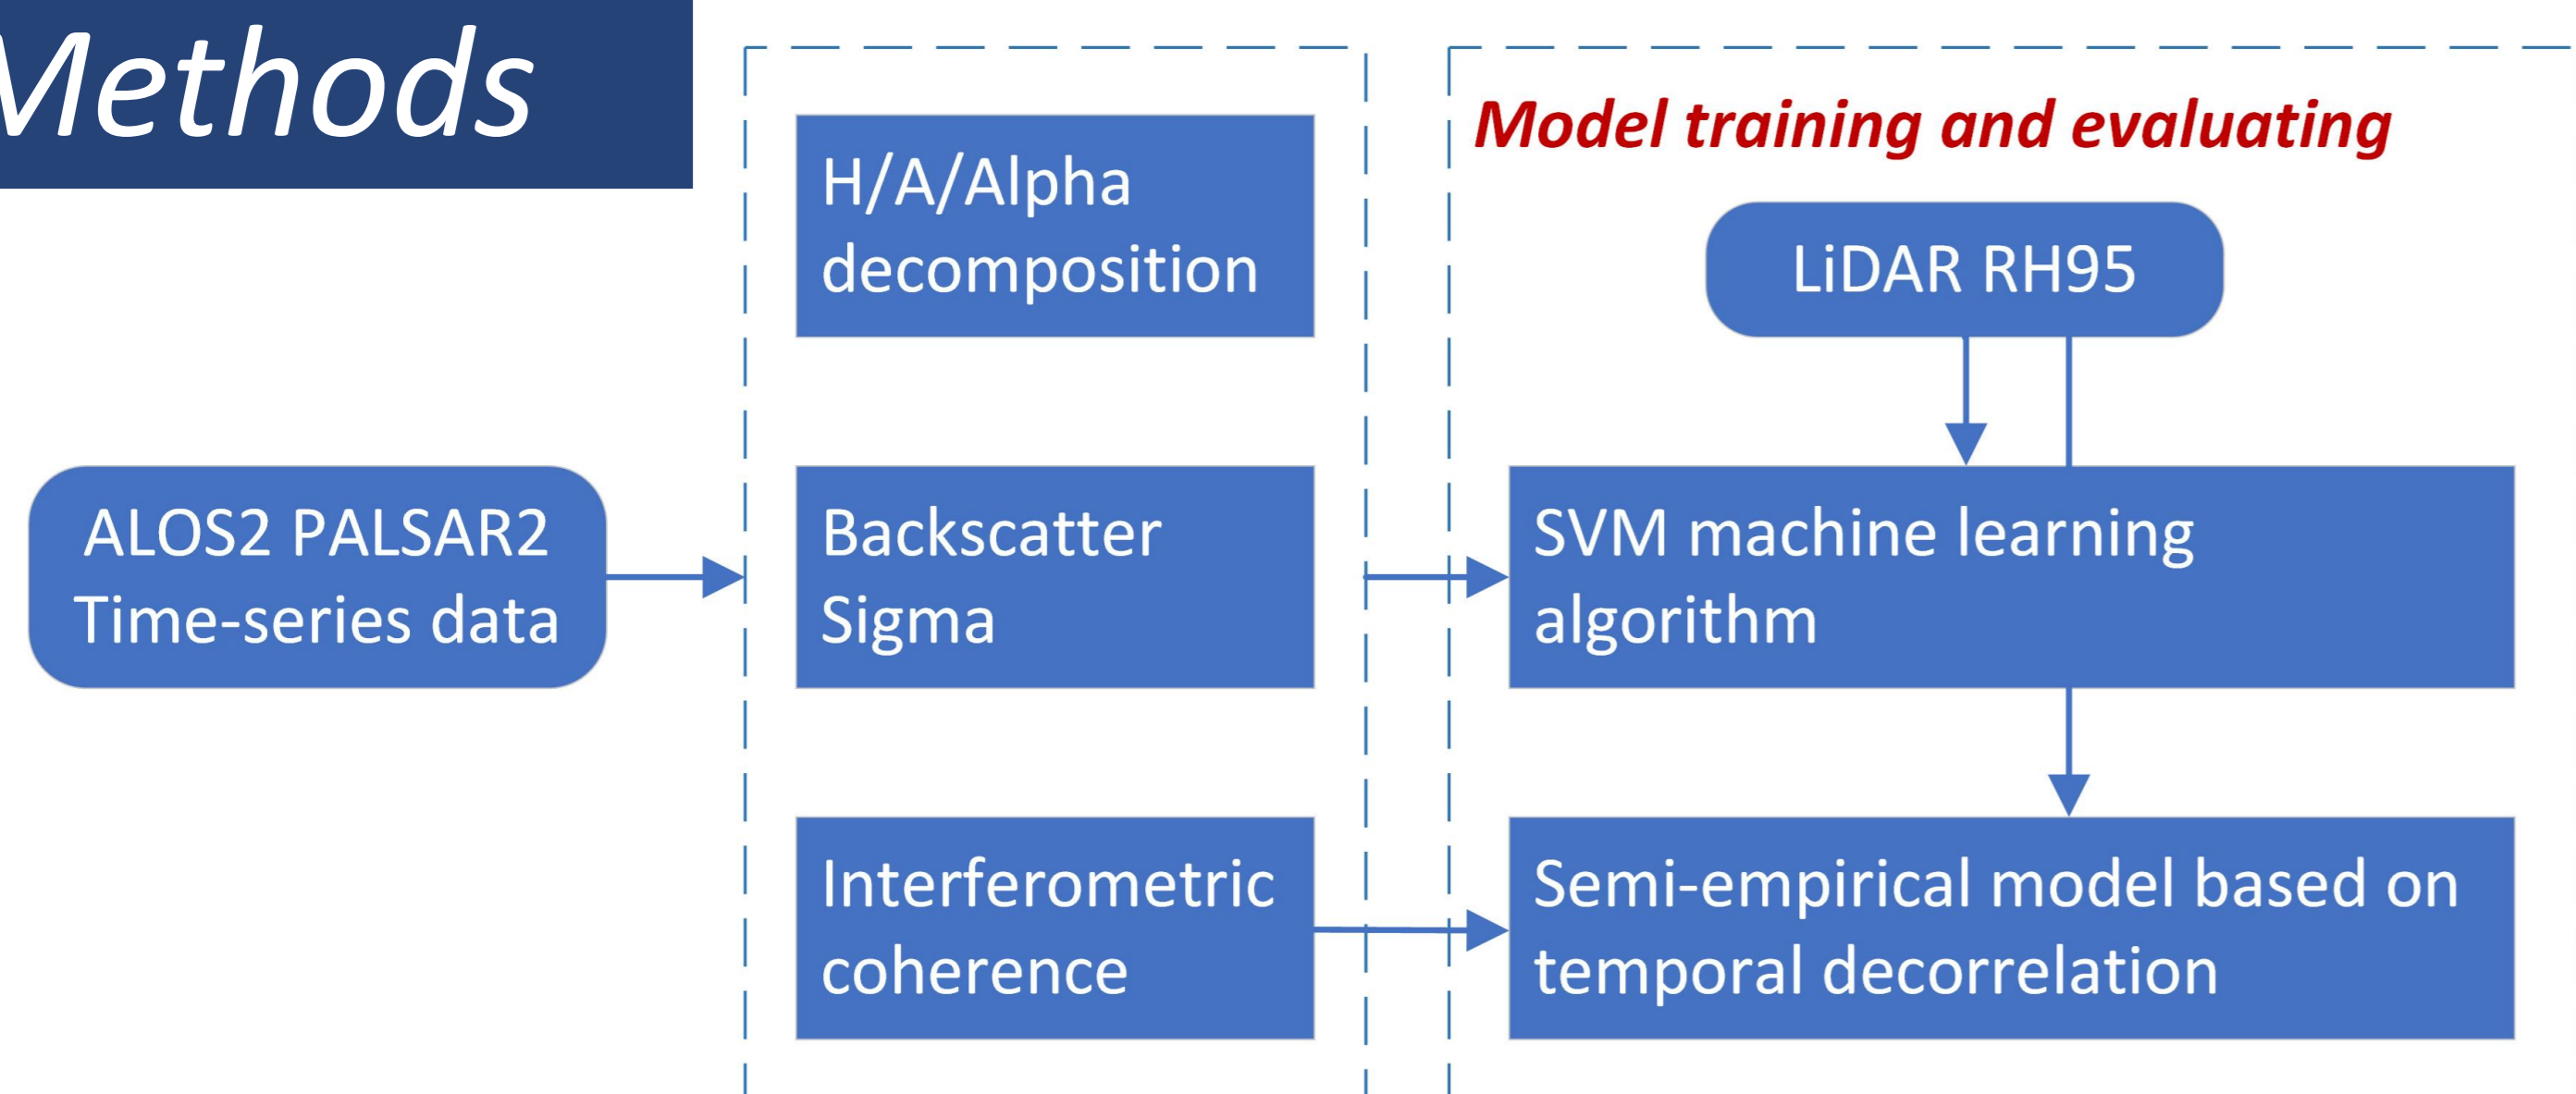 Methods
H/A/Alpha
decomposition
Model training and evaluating
LiDAR RH95
ALOS2 PALSAR2
Time-series data
Backscatter
Sigma
SVM machine learning
algorithm
Interferometric
coherence
Semi-empirical model based on
temporal decorrelation